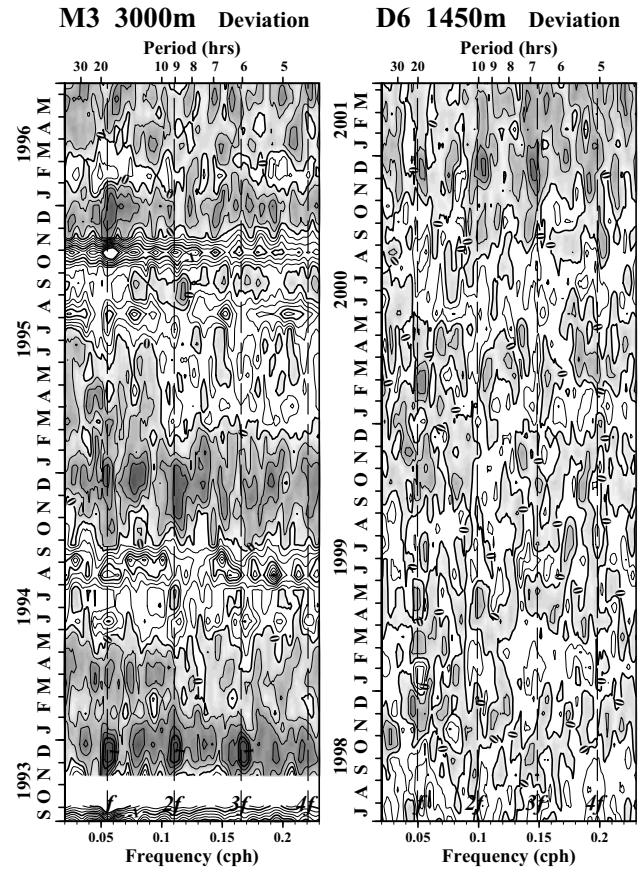 M3 3000m Deviation
Period (hrs)
30 20 10 9 8 7 6 5
1996
M
A
M
F
J
D
N
O
S
A
J
1995
J
M
A
M
F
J
D
N
O
S
A
J
1994
J
M
A
M
F
J
D
N
O
S
1993
f 2f 3f 4f
0.05 0.1 0.15 0.2
Frequency (cph)
D6 1450m Deviation
Period (hrs)
30 20 10 9 8 7 6 5
2001
M
F
J
D
N
O
S
A
J
2000
J
M
A
M
F
J
D
N
O
S
A
J
1999
J
M
A
M
F
J
D
N
O
S
A
J
1998
f 2f 3f 4f
0.05 0.1 0.15 0.2
Frequency (cph)